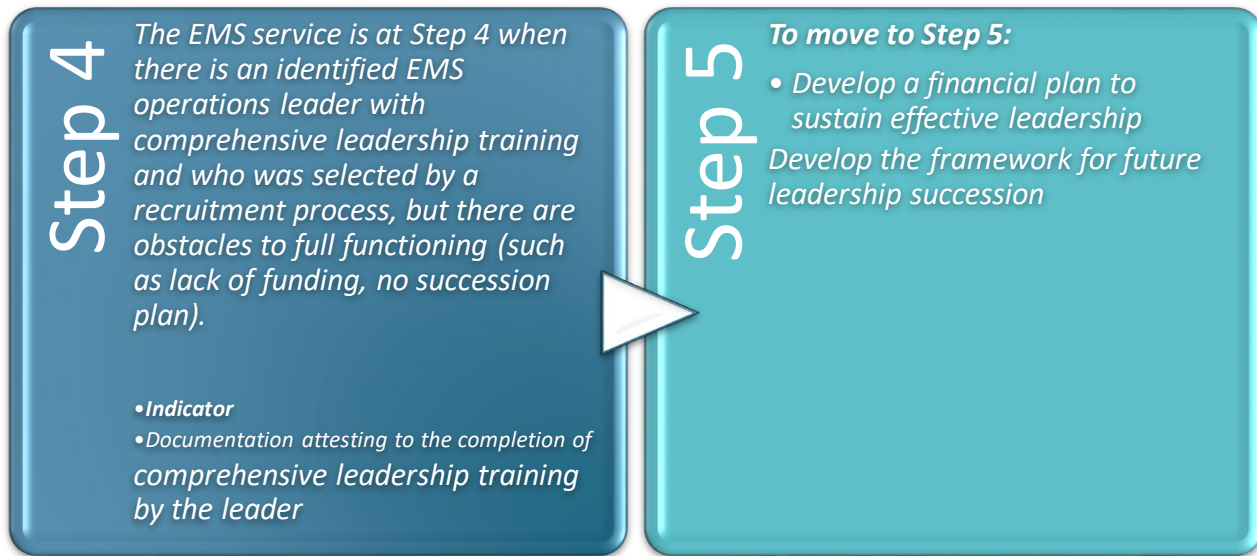 Step 4
The EMS service is at Step 4 when
there is an identified EMS
operations leader with
comprehensive leadership training
and who was selected by a
recruitment process, but there are
obstacles to full functioning (such
as lack of funding, no succession
plan).
•Indicator
•Documentation attesting to the completion of
comprehensive leadership training
by the leader
Step 5
To move to Step 5:
• Develop a financial plan to
sustain effective leadership
Develop the framework for future
leadership succession